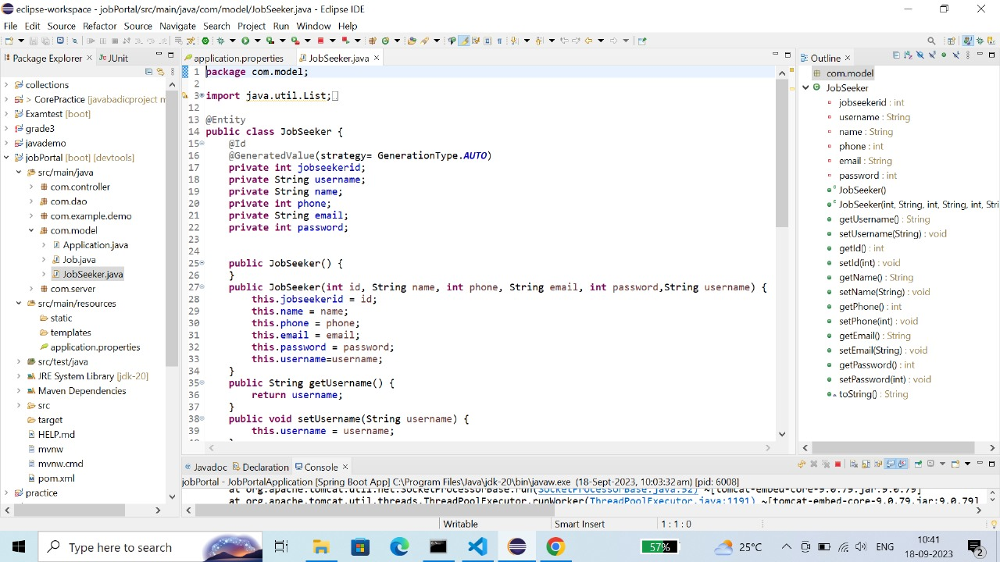 eclipse-workspace - jobPortal/src/main/java/com/model/JobSeeker.java - Eclipse IDE
File Edit Source Refactor Source Navigate Search Project Run Window Help
Package Explorer
JUnit
collections
> CorePractice [javabadicproject m
Examtest [boot]
grade3
javademo
jobPortal [boot] [devtools]
src/main/java
com.controller
com.dao
com.example.demo
com.model
Application.java
Job.java
JobSeeker.java
com.server
src/main/resources
static
templates
application.properties
src/test/java
JRE System Library [jdk-20]
Maven Dependencies
src
target
HELP.md
mvnw
mvnw.cmd
pom.xml
practice
application.properties
JobSeeker.java
1 package com.model;
2
3 import java.util.List;
12
13 @Entity
14 public class JobSeeker {
15 @Id
16 @GeneratedValue(strategy= GenerationType.AUTO)
17 private int jobseekerid;
18 private String username;
19 private String name;
20 private int phone;
21 private String email;
22 private int password;
23
24
25 public JobSeeker() {
26 }
27 public JobSeeker(int id, String name, int phone, String email, int password,String username) {
28 this.jobseekerid = id;
29 this.name = name;
30 this.phone = phone;
31 this.email = email;
32 this.password = password;
33 this.username=username;
34 }
35 public String getUsername() {
36 return username;
37 }
38 public void setUsername(String username) {
39 this.username = username;
Outline
com.model
JobSeeker
jobseekerid : int
username : String
name : String
phone : int
email : String
password : int
JobSeeker()
JobSeeker(int, String, int, String, int, Stri
getUsername() : String
setUsername(String) : void
getId() : int
setId(int) : void
getName() : String
setName(String) : void
getPhone() : int
setPhone(int) : void
getEmail() : String
setEmail(String) : void
getPassword() : int
setPassword(int) : void
toString() : String
Javadoc Declaration Console
jobPortal - JobPortalApplication [Spring Boot App] C:\Program Files\Java\jdk-20\bin\javaw.exe (18-Sept-2023, 10:03:32 am) [pid: 6008]
at org.apache.tomcat.util.net.SocketProcessorBase.run(SocketProcessorBase.java:52) ~[tomcat-embed-core-9.0.79.jar:9.0.79]
at org.apache.tomcat.util.threads.ThreadPoolExecutor.runWorker(ThreadPoolExecutor.java:1191) ~[tomcat-embed-core-9.0.79.jar:9.0.79]
Writable
Smart Insert
1 : 1 : 0
Type here to search
57%
25°C
ENG
10:41
18-09-2023
2